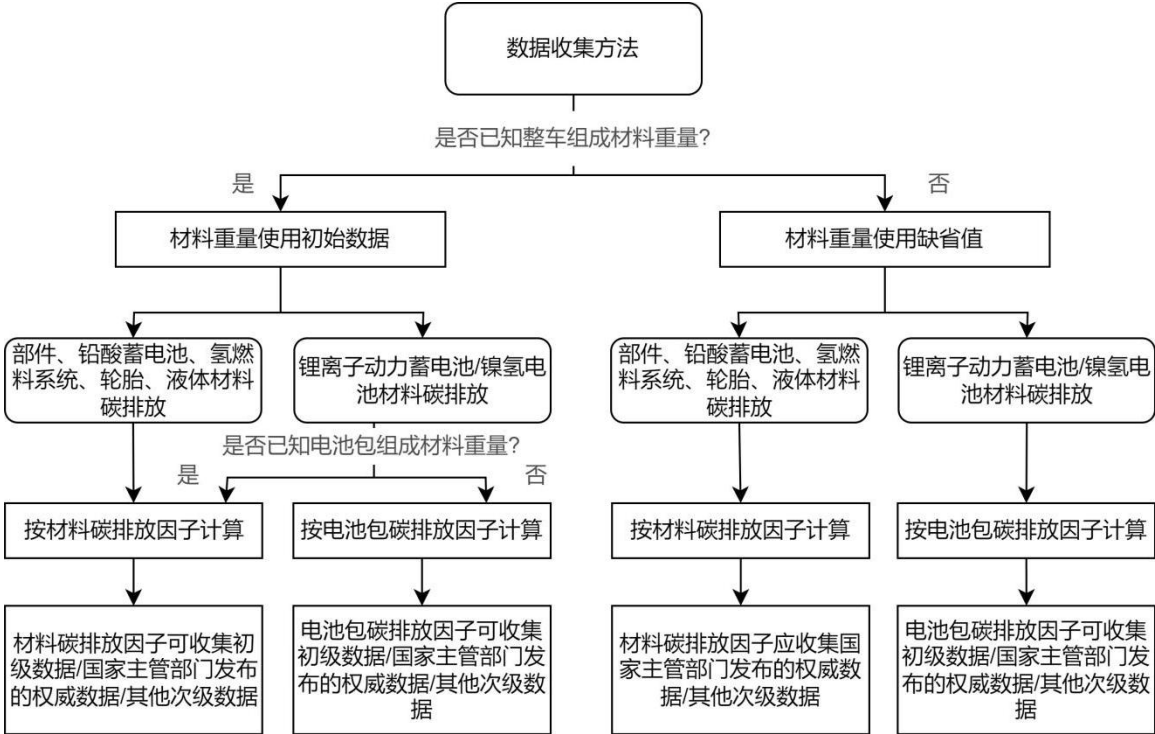 数据收集方法
是否已知整车组成材料重量?
是
否
材料重量使用初始数据
材料重量使用缺省值
部件、铅酸蓄电池、氢燃
料系统、轮胎、液体材料
碳排放
锂离子动力蓄电池/镍氢电
池材料碳排放
部件、铅酸蓄电池、氢燃
料系统、轮胎、液体材料
碳排放
锂离子动力蓄电池/镍氢电
池材料碳排放
是否已知电池包组成材料重量?
是
否
按材料碳排放因子计算
按电池包碳排放因子计算
按材料碳排放因子计算
按电池包碳排放因子计算
材料碳排放因子可收集初
级数据/国家主管部门发布
的权威数据/其他次级数据
电池包碳排放因子可收集
初级数据/国家主管部门发
布的权威数据/其他次级数
据
材料碳排放因子应收集国
家主管部门发布的权威数
据/其他次级数据
电池包碳排放因子可收集
初级数据/国家主管部门发
布的权威数据/其他次级数
据